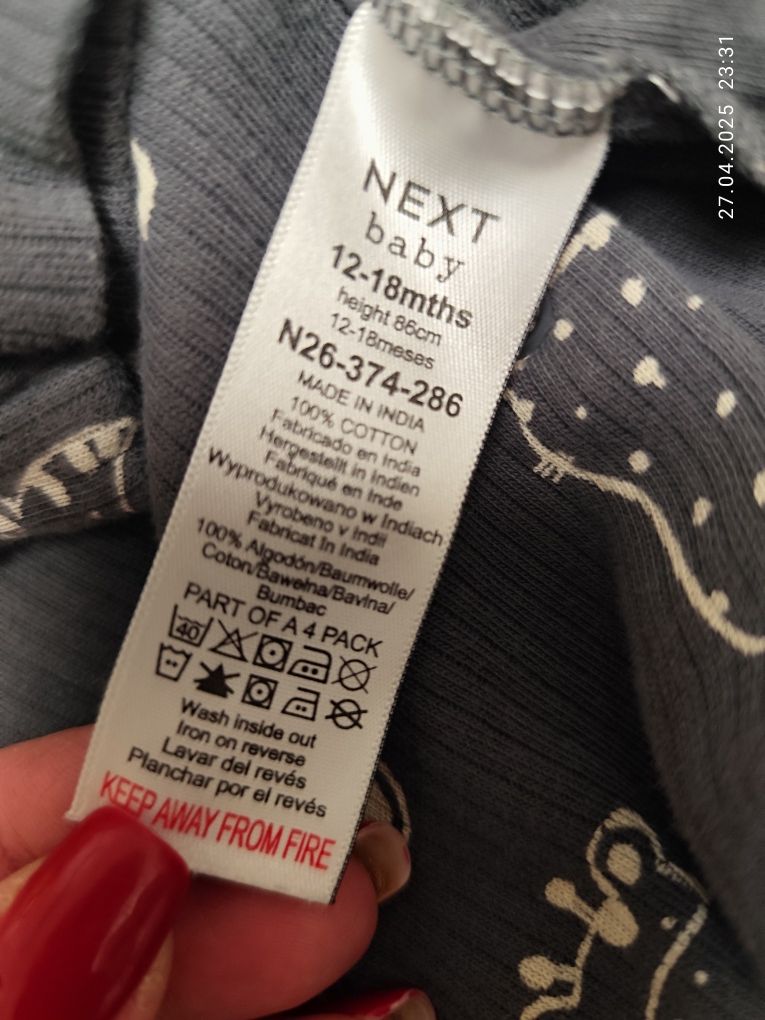 27.04.2025 23:31
NEXT
baby
12-18mths
height 86cm
12-18meses
N26-374-286
MADE IN INDIA
100% COTTON
Fabricado en India
Hergestellt in Indien
Fabriqué en Inde
Wyprodukowano w Indiach
Vyrobeno v Indii
Fabricat În India
100% Algodón/Baumwolle/
Coton/Bawełna/Bavlna/
Bumbac
PART OF A 4 PACK
40
Wash inside out
Iron on reverse
Lavar del revés
Planchar por el revés
KEEP AWAY FROM FIRE